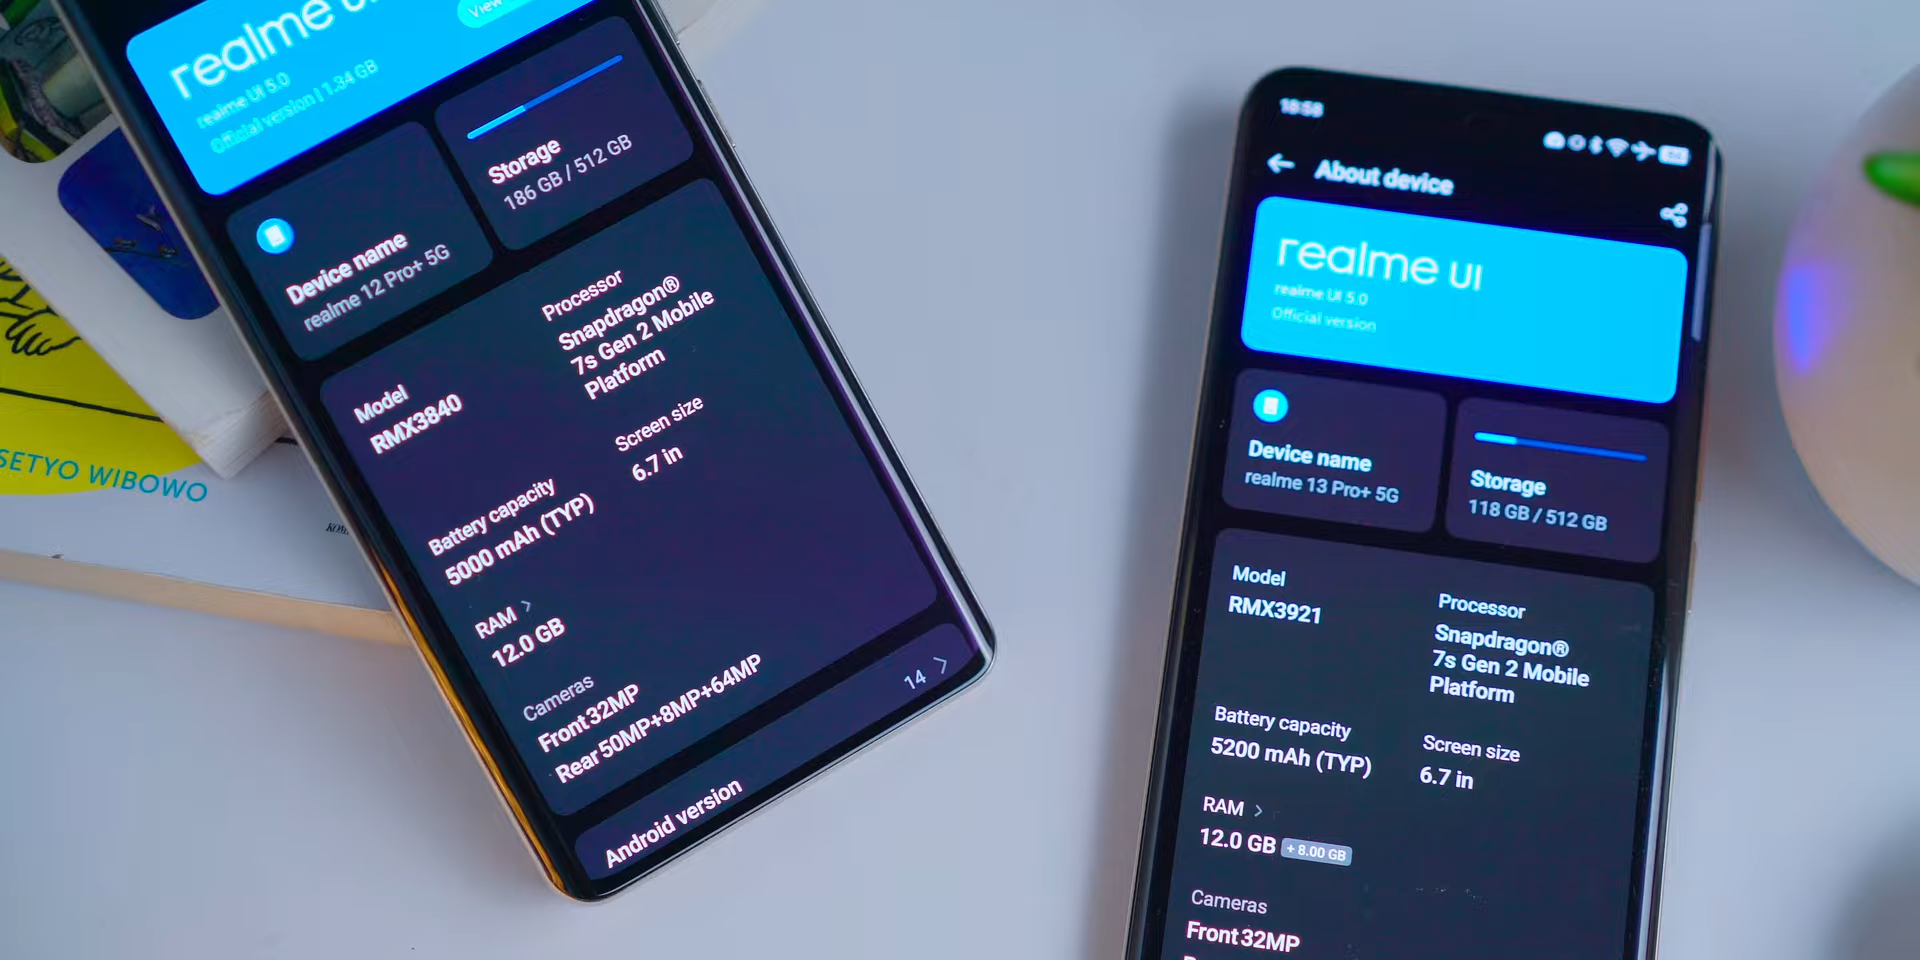 realme
View
realme UI 5.0
Official version | 1.34 GB
Storage
186 GB / 512 GB
Device name
realme 12 Pro+ 5G
Processor
Snapdragon®
7s Gen 2 Mobile
Platform
Model
RMX3840
Screen size
6.7 in
Battery capacity
5000 mAh (TYP)
RAM >
12.0 GB
Cameras
Front 32MP
Rear 50MP+8MP+64MP
Android version
14 >
SETYO WIBOWO
18:58
About device
realme UI
realme UI 5.0
Official version
Device name
realme 13 Pro+ 5G
Storage
118 GB / 512 GB
Model
RMX3921
Processor
Snapdragon®
7s Gen 2 Mobile
Platform
Battery capacity
5200 mAh (TYP)
Screen size
6.7 in
RAM >
12.0 GB + 8.00 GB
Cameras
Front 32MP